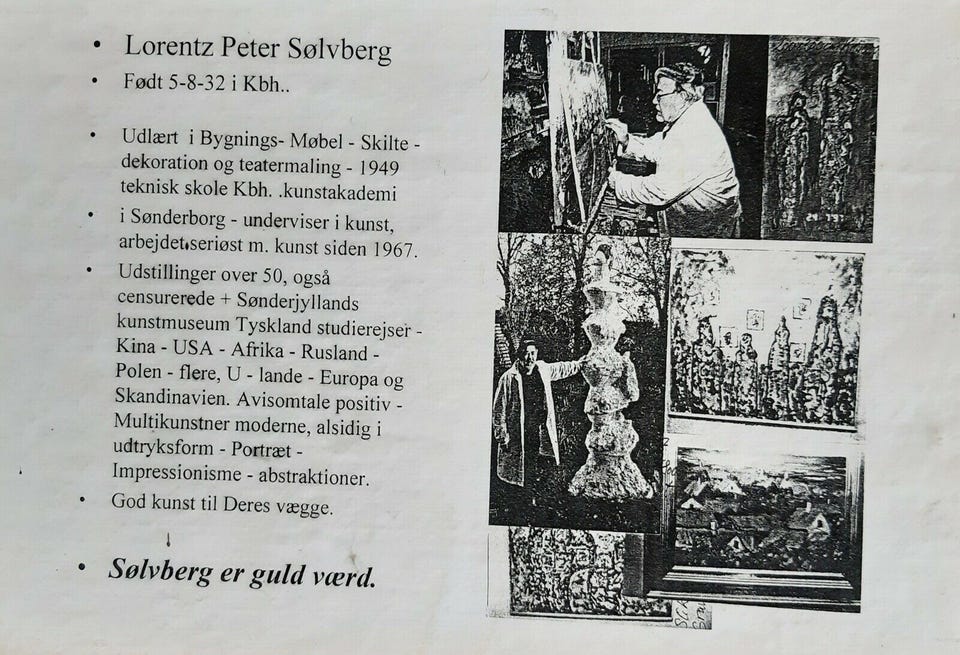 • Lorentz Peter Sølvberg
• Født 5-8-32 i Kbh..
• Udlært i Bygnings- Møbel - Skilte -
dekoration og teatermaling - 1949
teknisk skole Kbh. .kunstakademi
• i Sønderborg - underviser i kunst,
arbejdet seriøst m. kunst siden 1967.
• Udstillinger over 50, også
censurerede + Sønderjyllands
kunstmuseum Tyskland studierejser -
Kina - USA - Afrika - Rusland -
Polen - flere, U - lande - Europa og
Skandinavien. Avisomtale positiv -
Multikunstner moderne, alsidig i
udtryksform - Portræt -
Impressionisme - abstraktioner.
• God kunst til Deres vægge.
• Sølvberg er guld værd.